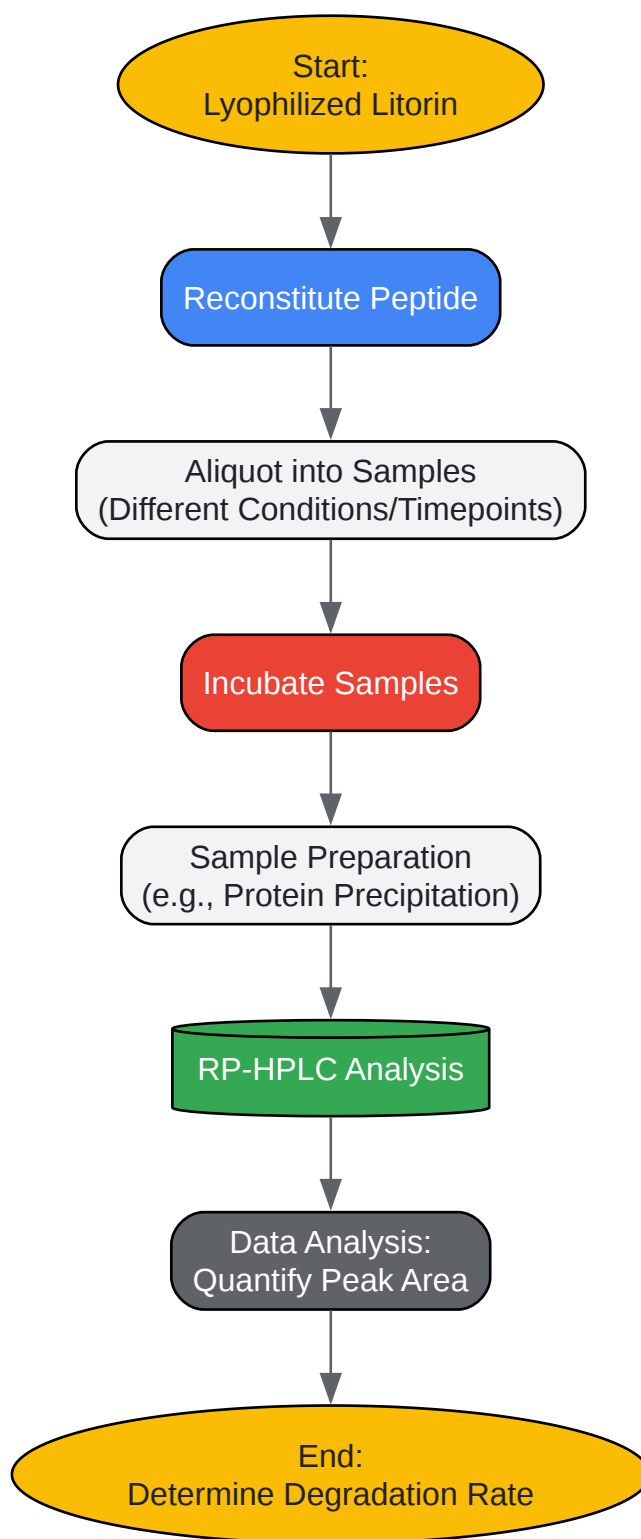 Start:
Lyophilized Litorin
Reconstitute Peptide
Aliquot into Samples
(Different Conditions/Timepoints)
Incubate Samples
Sample Preparation
(e.g., Protein Precipitation)
RP-HPLC Analysis
Data Analysis:
Quantify Peak Area
End:
Determine Degradation Rate